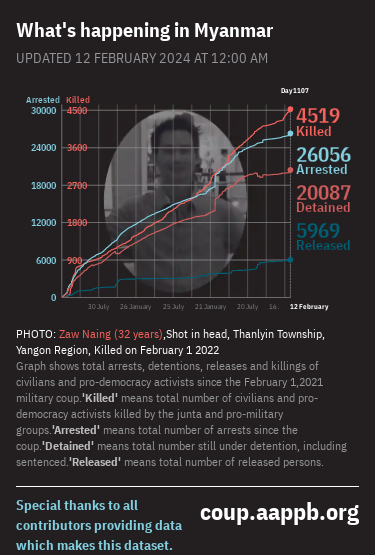 What's happening in Myanmar
UPDATED 12 FEBRUARY 2024 AT 12:00 AM
Day1107
Arrested Killed
30000 4500
24000 3600
18000 2700
12000 1800
6000 900
0
4519
Killed
26056
Arrested
20087
Detained
5969
Released
30 July 26 January 25 July 21 January 20 July 16. 12 February
PHOTO: Zaw Naing (32 years),Shot in head, Thanlyin Township,
Yangon Region, Killed on February 1 2022
Graph shows total arrests, detentions, releases and killings of
civilians and pro-democracy activists since the February 1,2021
military coup.'Killed' means total number of civilians and pro-
democracy activists killed by the junta and pro-military
groups.'Arrested' means total number of arrests since the
coup.'Detained' means total number still under detention, including
sentenced.'Released' means total number of released persons.
Special thanks to all
contributors providing data
which makes this dataset.
coup.aappb.org